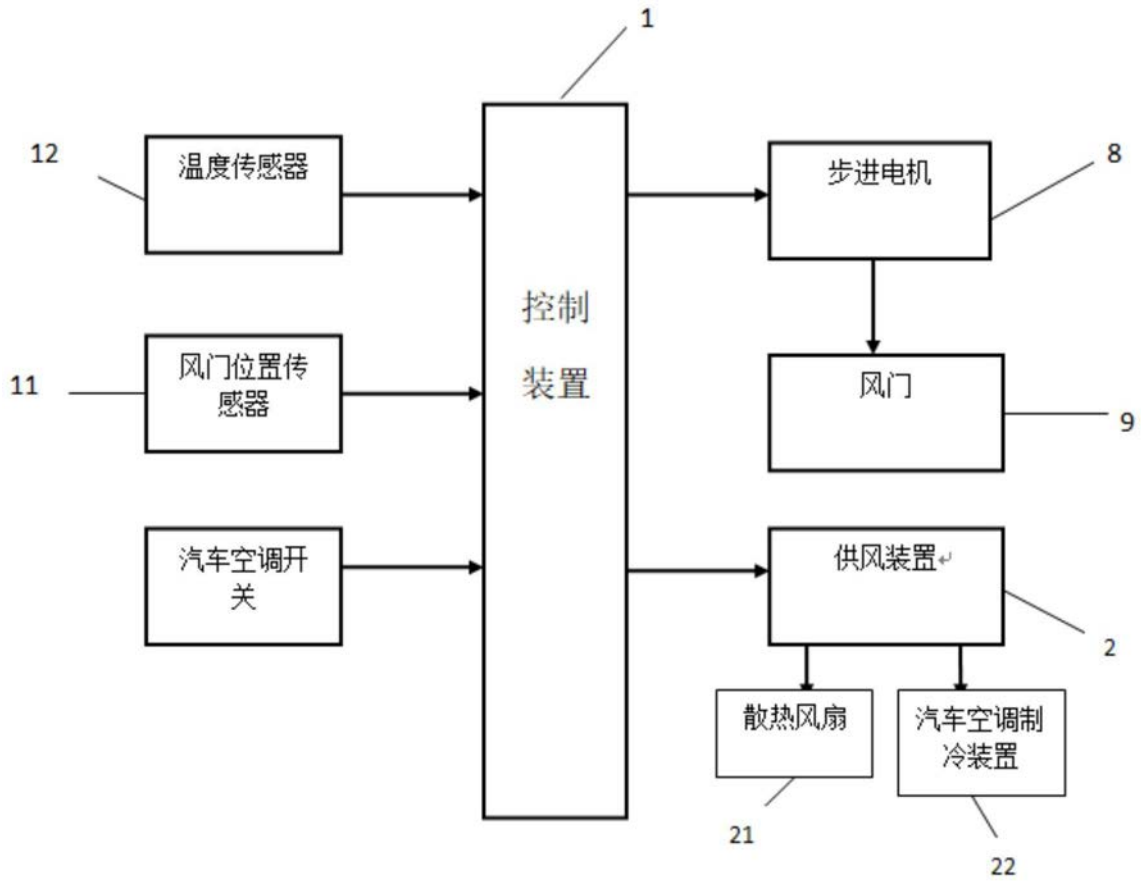 1
12
温度传感器
步进电机
8
控制
装置
11
风门位置传
感器
风门
9
汽车空调开
关
供风装置↵
2
散热风扇
汽车空调制
冷装置
21
22